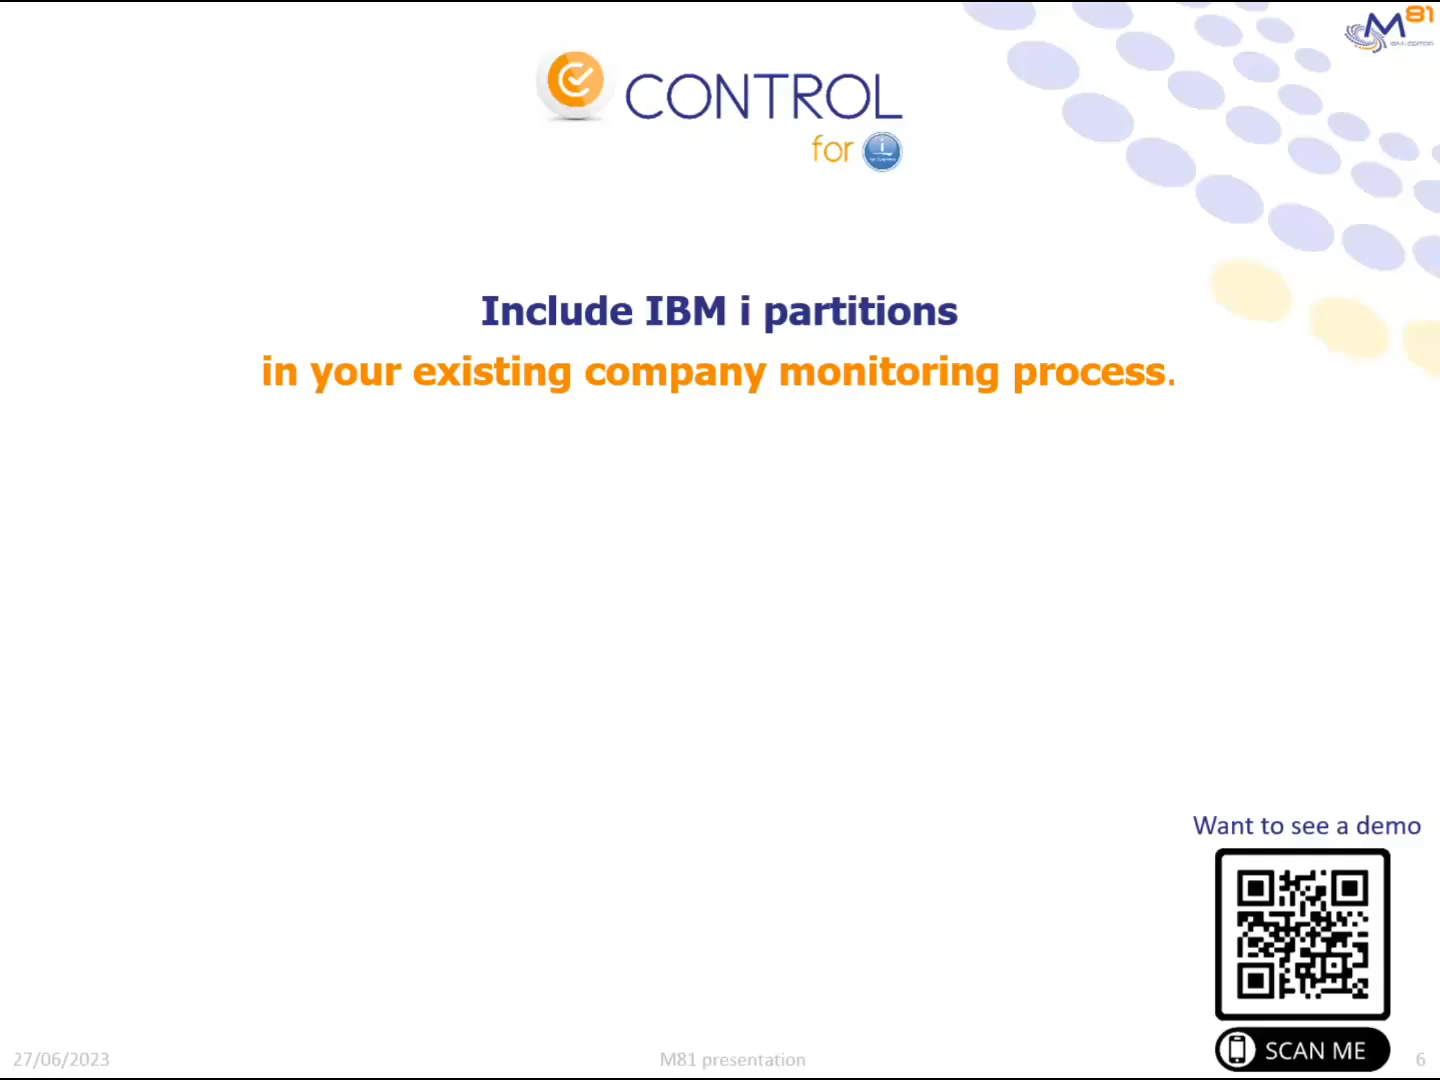 M81
CONTROL
for i
Include IBM i partitions
in your existing company monitoring process.
Want to see a demo
SCAN ME
27/06/2023
M81 presentation
6